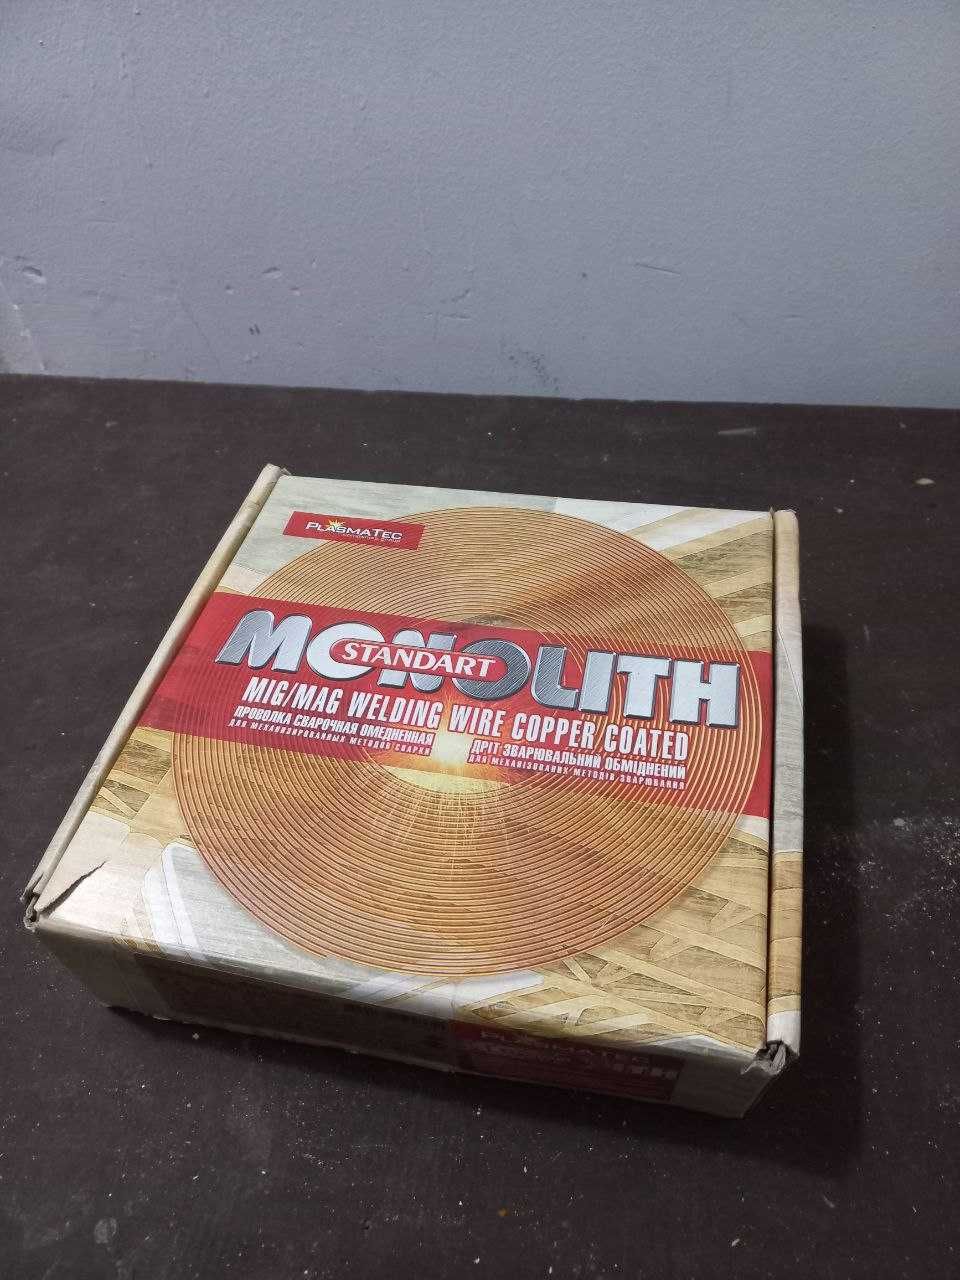 PLASMATEC
MONOLITH
STANDART
MIG/MAG WELDING WIRE COPPER COATED
ПРОВОЛКА СВАРОЧНАЯ ОМЕДНЕННАЯ
ДЛЯ МЕХАНИЗИРОВАННЫХ МЕТОДОВ СВАРКИ
ДРІТ ЗВАРЮВАЛЬНИЙ ОБМІДНЕНИЙ
ДЛЯ МЕХАНІЗОВАНИХ МЕТОДІВ ЗВАРЮВАННЯ
PLASMATEC